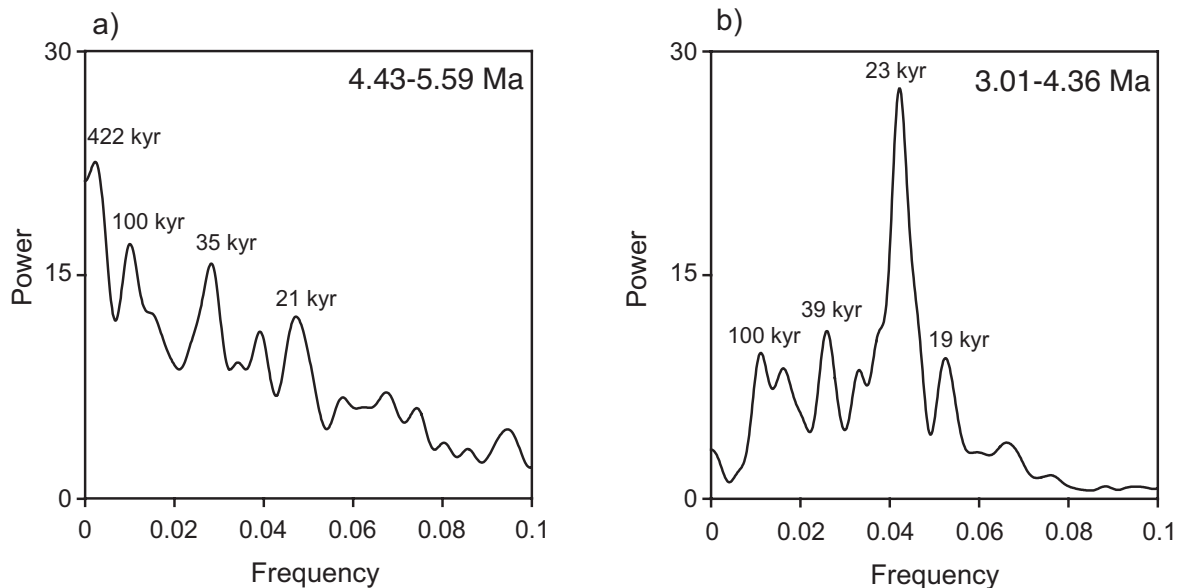 a)
30
4.43-5.59 Ma
422 kyr
100 kyr
35 kyr
15
21 kyr
Power
0
0
0.02
0.04
0.06
0.08
0.1
Frequency
b)
30
23 kyr
3.01-4.36 Ma
15
39 kyr
100 kyr
19 kyr
Power
0
0
0.02
0.04
0.06
0.08
0.1
Frequency